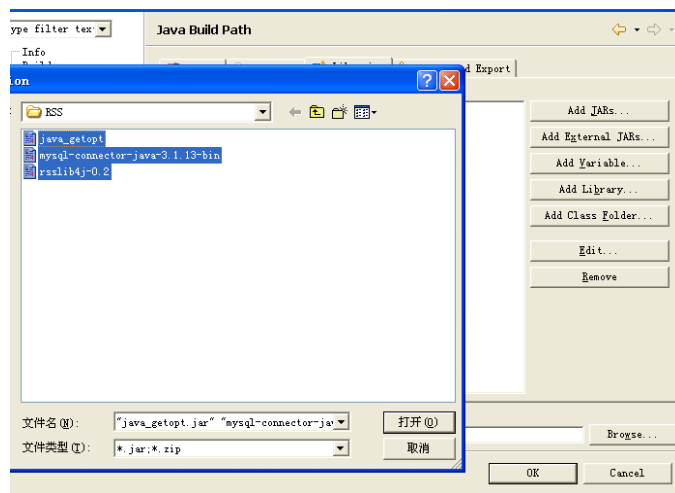 ype filter tex
Java Build Path
Info
d Export
on
RSS
java_getopt
mysql-connector-java-3.1.13-bin
rsslib4j-0.2
Add JARs...
Add External JARs...
Add Variable...
Add Library...
Add Class Folder...
Edit...
Remove
文件名(N):
"java_getopt.jar" "mysql-connector-ja
打开(O)
文件类型(T):
*.jar;*.zip
取消
Browse...
OK
Cancel